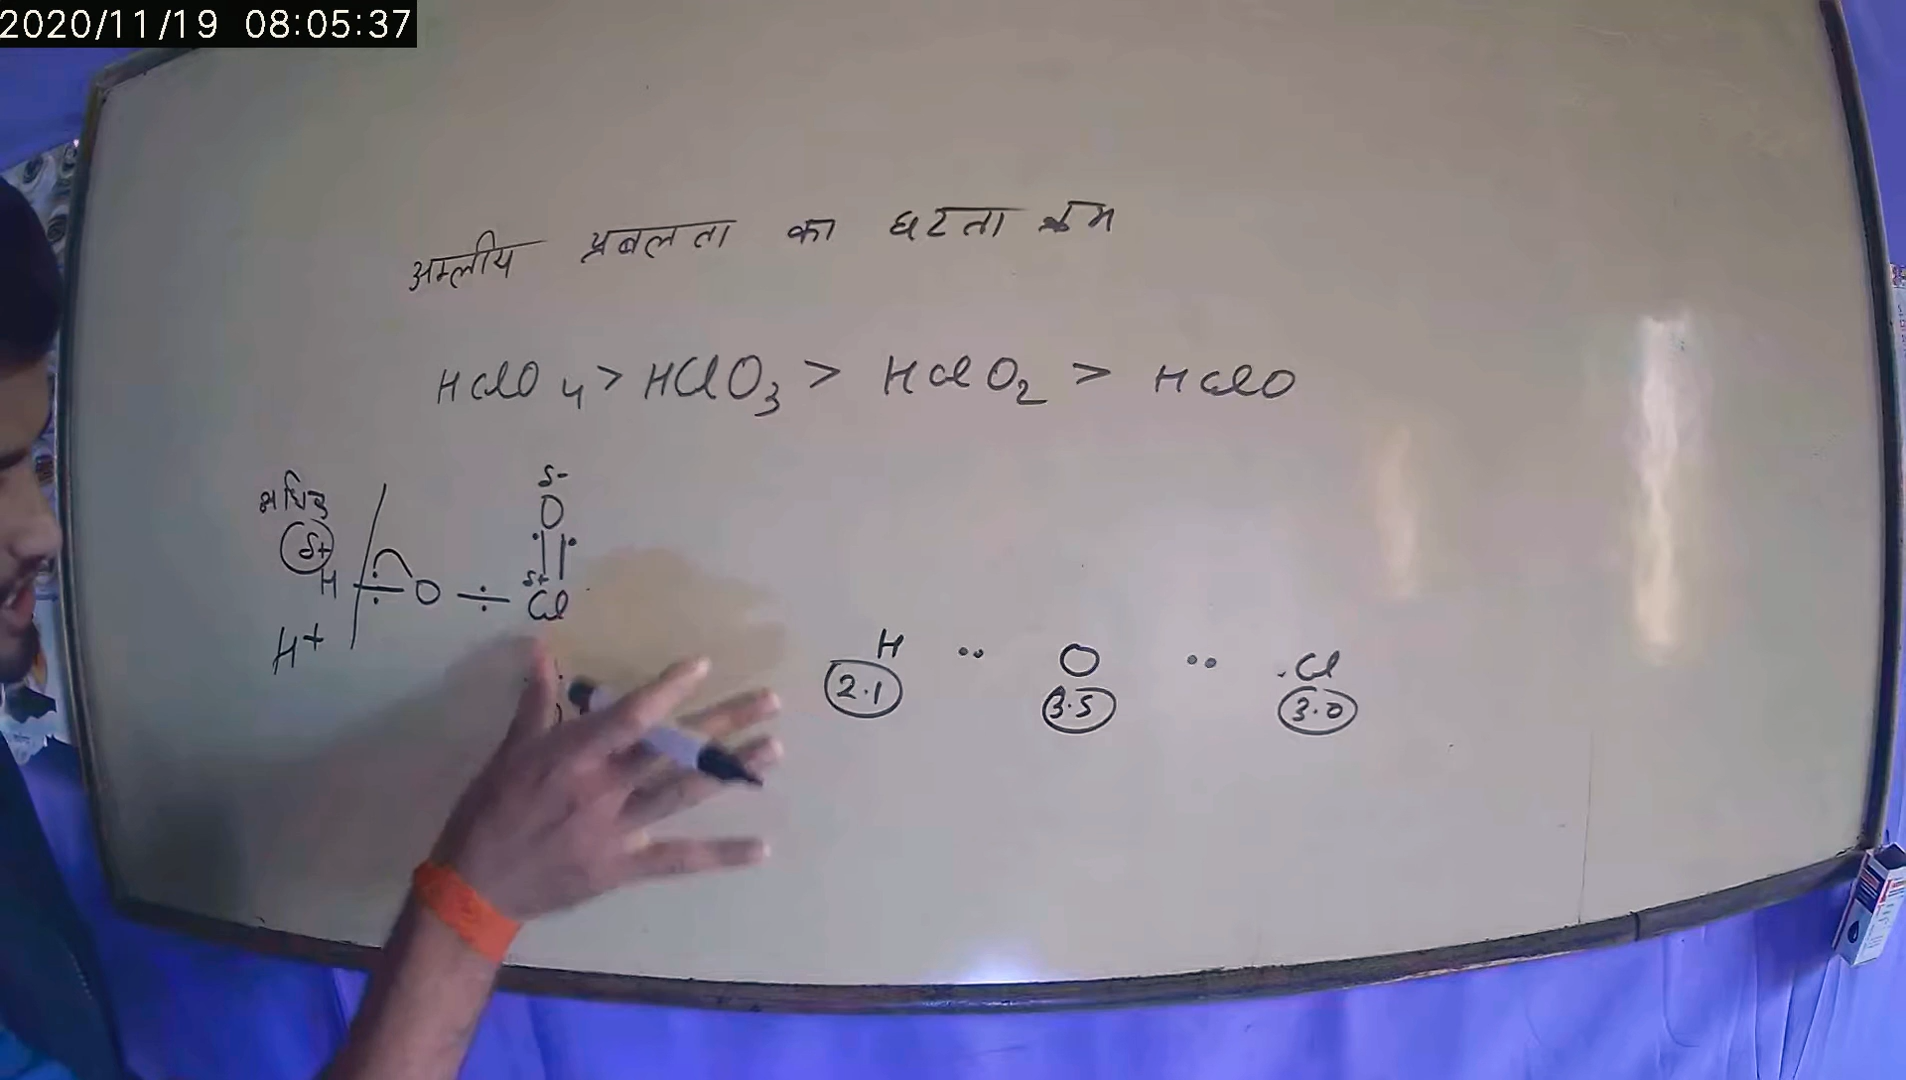 2020/11/19 08:05:37
अम्लीय प्रबलता का घटता क्रम
HClO4 > HClO3 > HClO2 > HClO
δ-
O
अधिक
δ+
δ+
H — O — Cl
H+
H •• O •• Cl
2.1 3.5 3.0